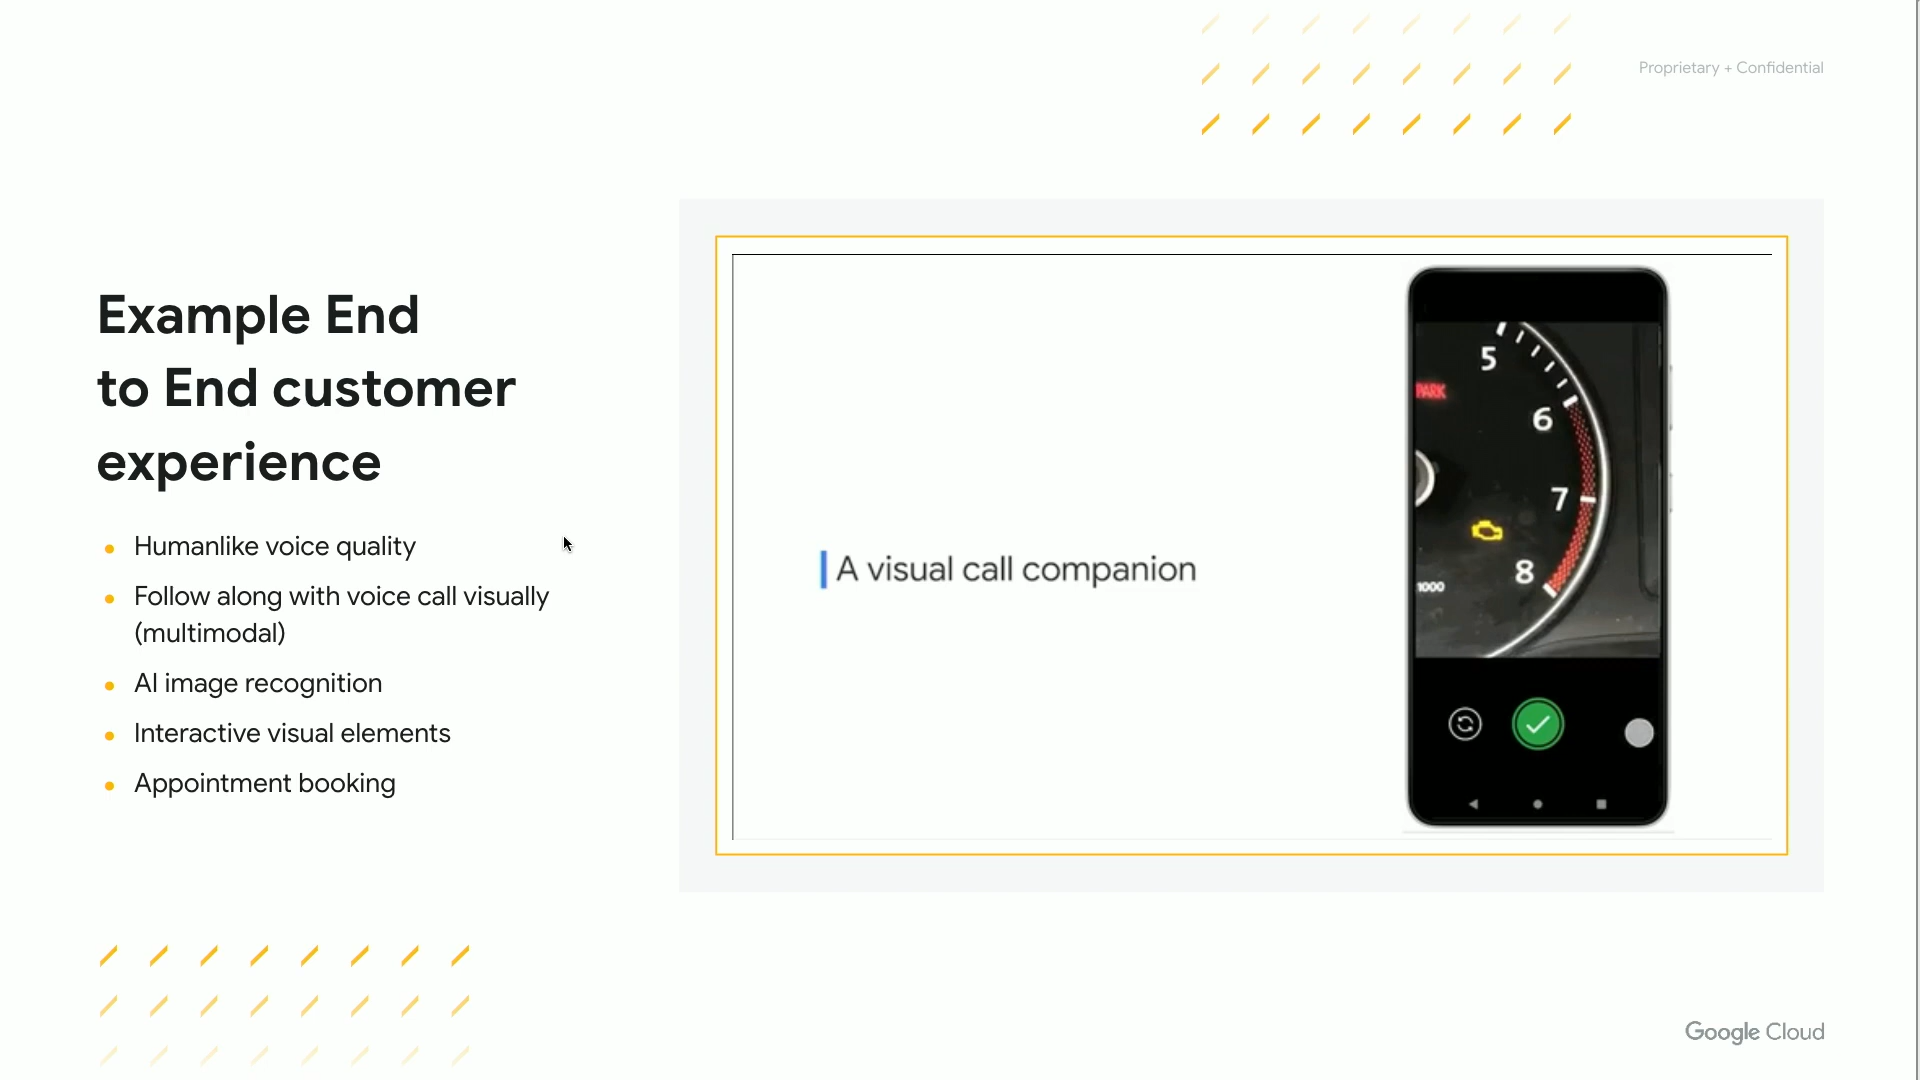 Proprietary + Confidential
Example End
to End customer
experience
Humanlike voice quality
Follow along with voice call visually
(multimodal)
AI image recognition
Interactive visual elements
Appointment booking
A visual call companion
5
PARK
6
7
8
1000
Google Cloud